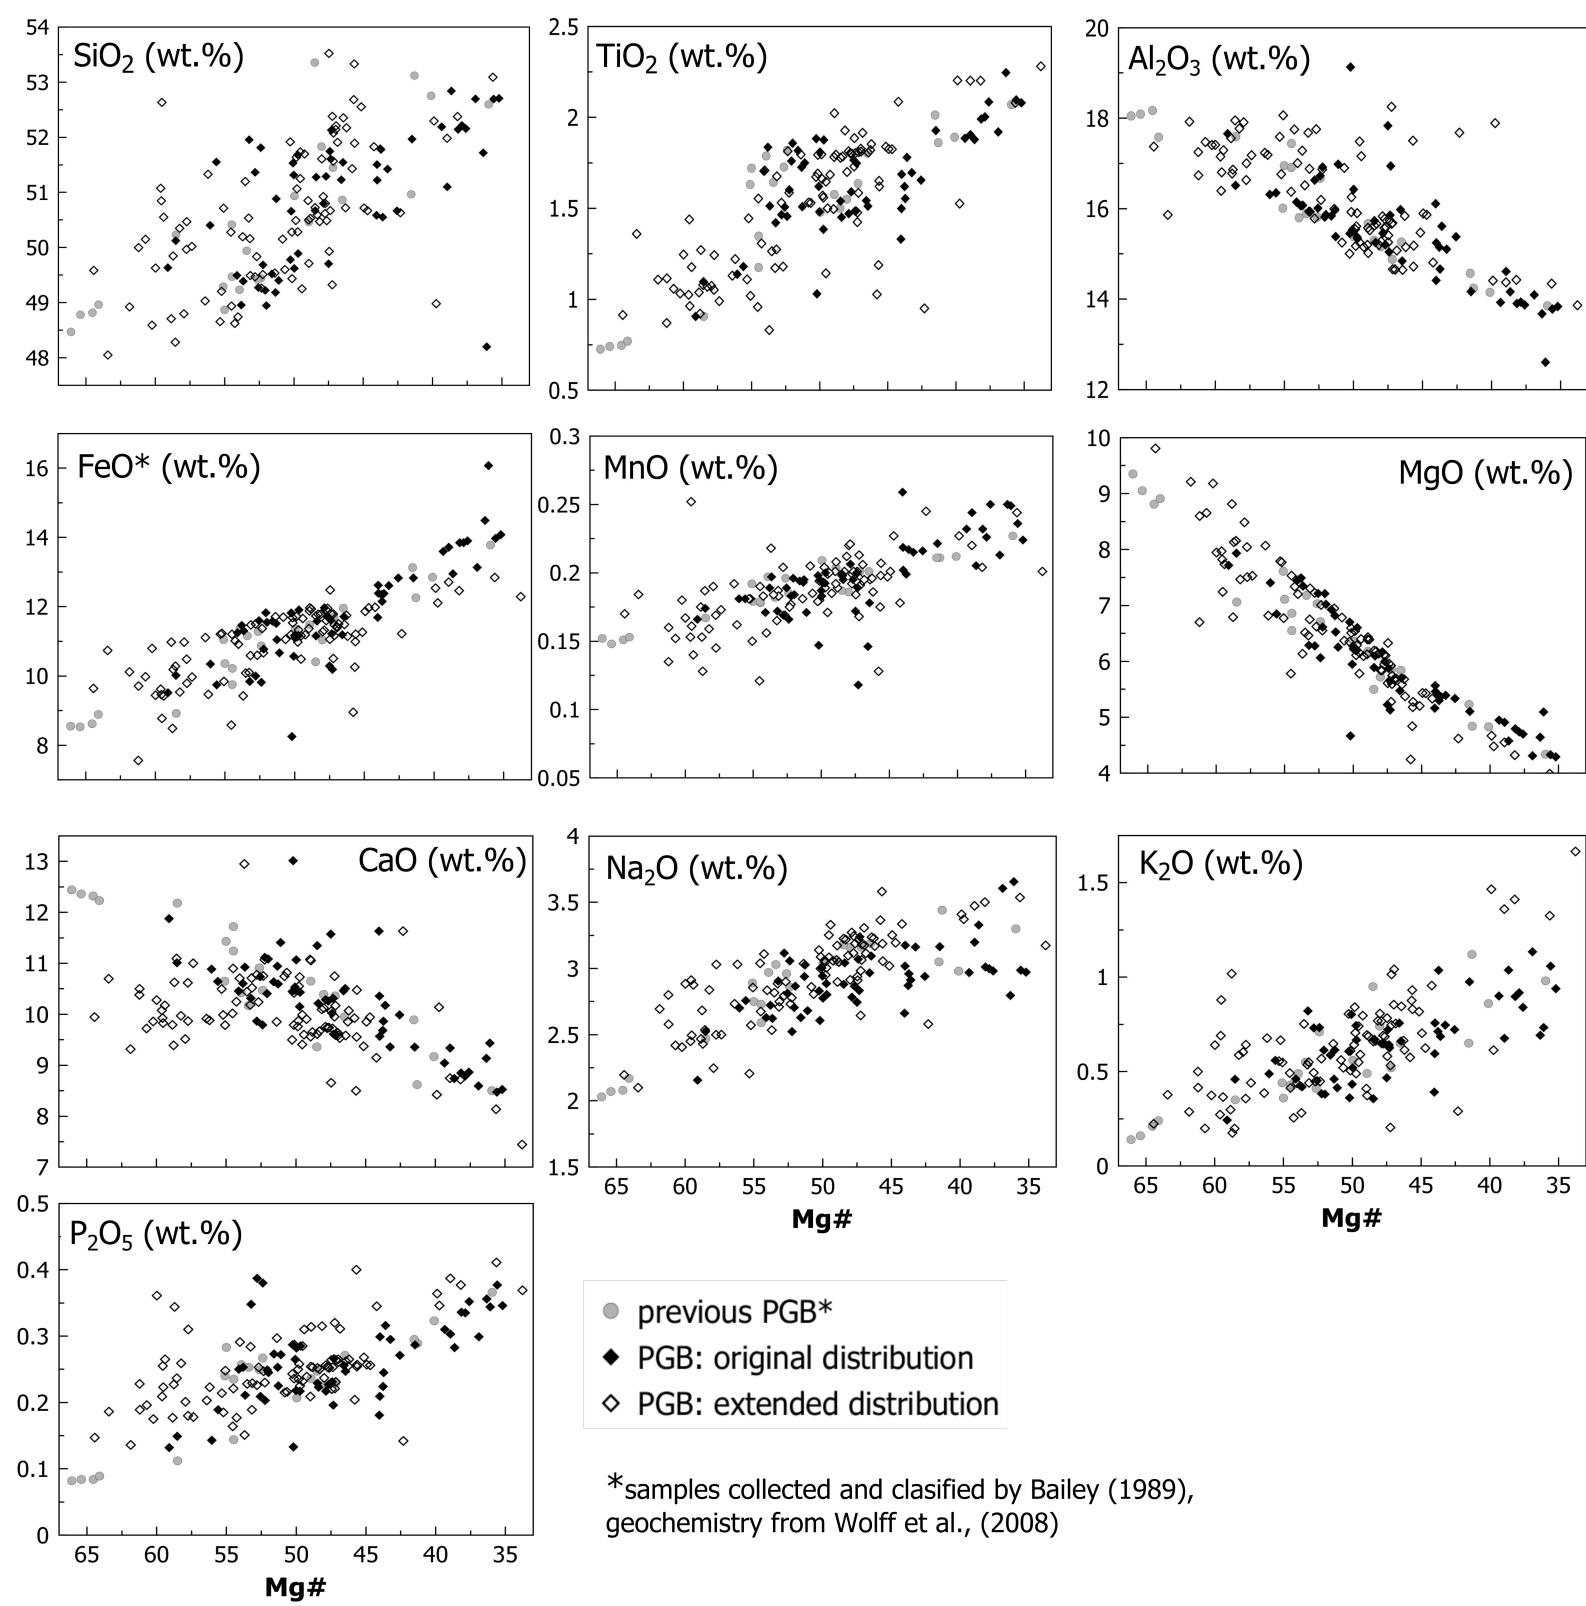 SiO2 (wt.%)
54
53
52
51
50
49
48
TiO2 (wt.%)
2.5
2
1.5
1
0.5
Al2O3 (wt.%)
20
18
16
14
12
FeO* (wt.%)
16
14
12
10
8
MnO (wt.%)
0.3
0.25
0.2
0.15
0.1
0.05
MgO (wt.%)
10
9
8
7
6
5
4
CaO (wt.%)
13
12
11
10
9
8
7
Na2O (wt.%)
4
3.5
3
2.5
2
1.5
65 60 55 50 45 40 35
Mg#
K2O (wt.%)
1.5
1
0.5
0
65 60 55 50 45 40 35
Mg#
P2O5 (wt.%)
0.5
0.4
0.3
0.2
0.1
0
65 60 55 50 45 40 35
Mg#
previous PGB*
PGB: original distribution
PGB: extended distribution
*samples collected and clasified by Bailey (1989),
geochemistry from Wolff et al., (2008)